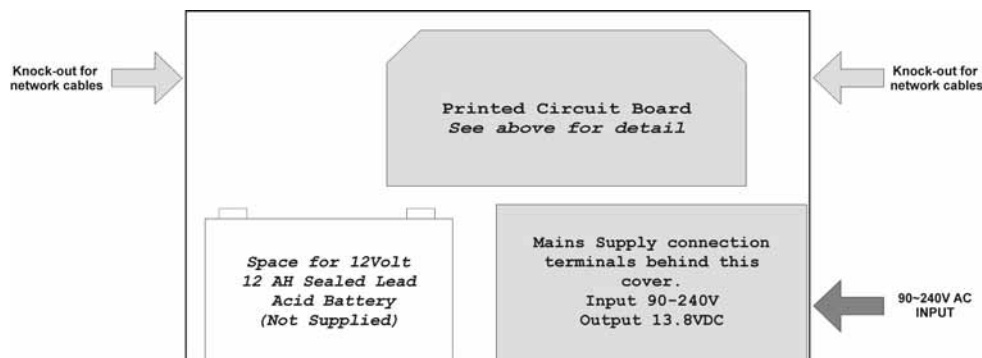 Knock-out for
network cables
Printed Circuit Board
See above for detail
Knock-out for
network cables
Space for 12Volt
12 AH Sealed Lead
Acid Battery
(Not Supplied)
Mains Supply connection
terminals behind this
cover.
Input 90-240V
Output 13.8VDC
90~240V AC
INPUT